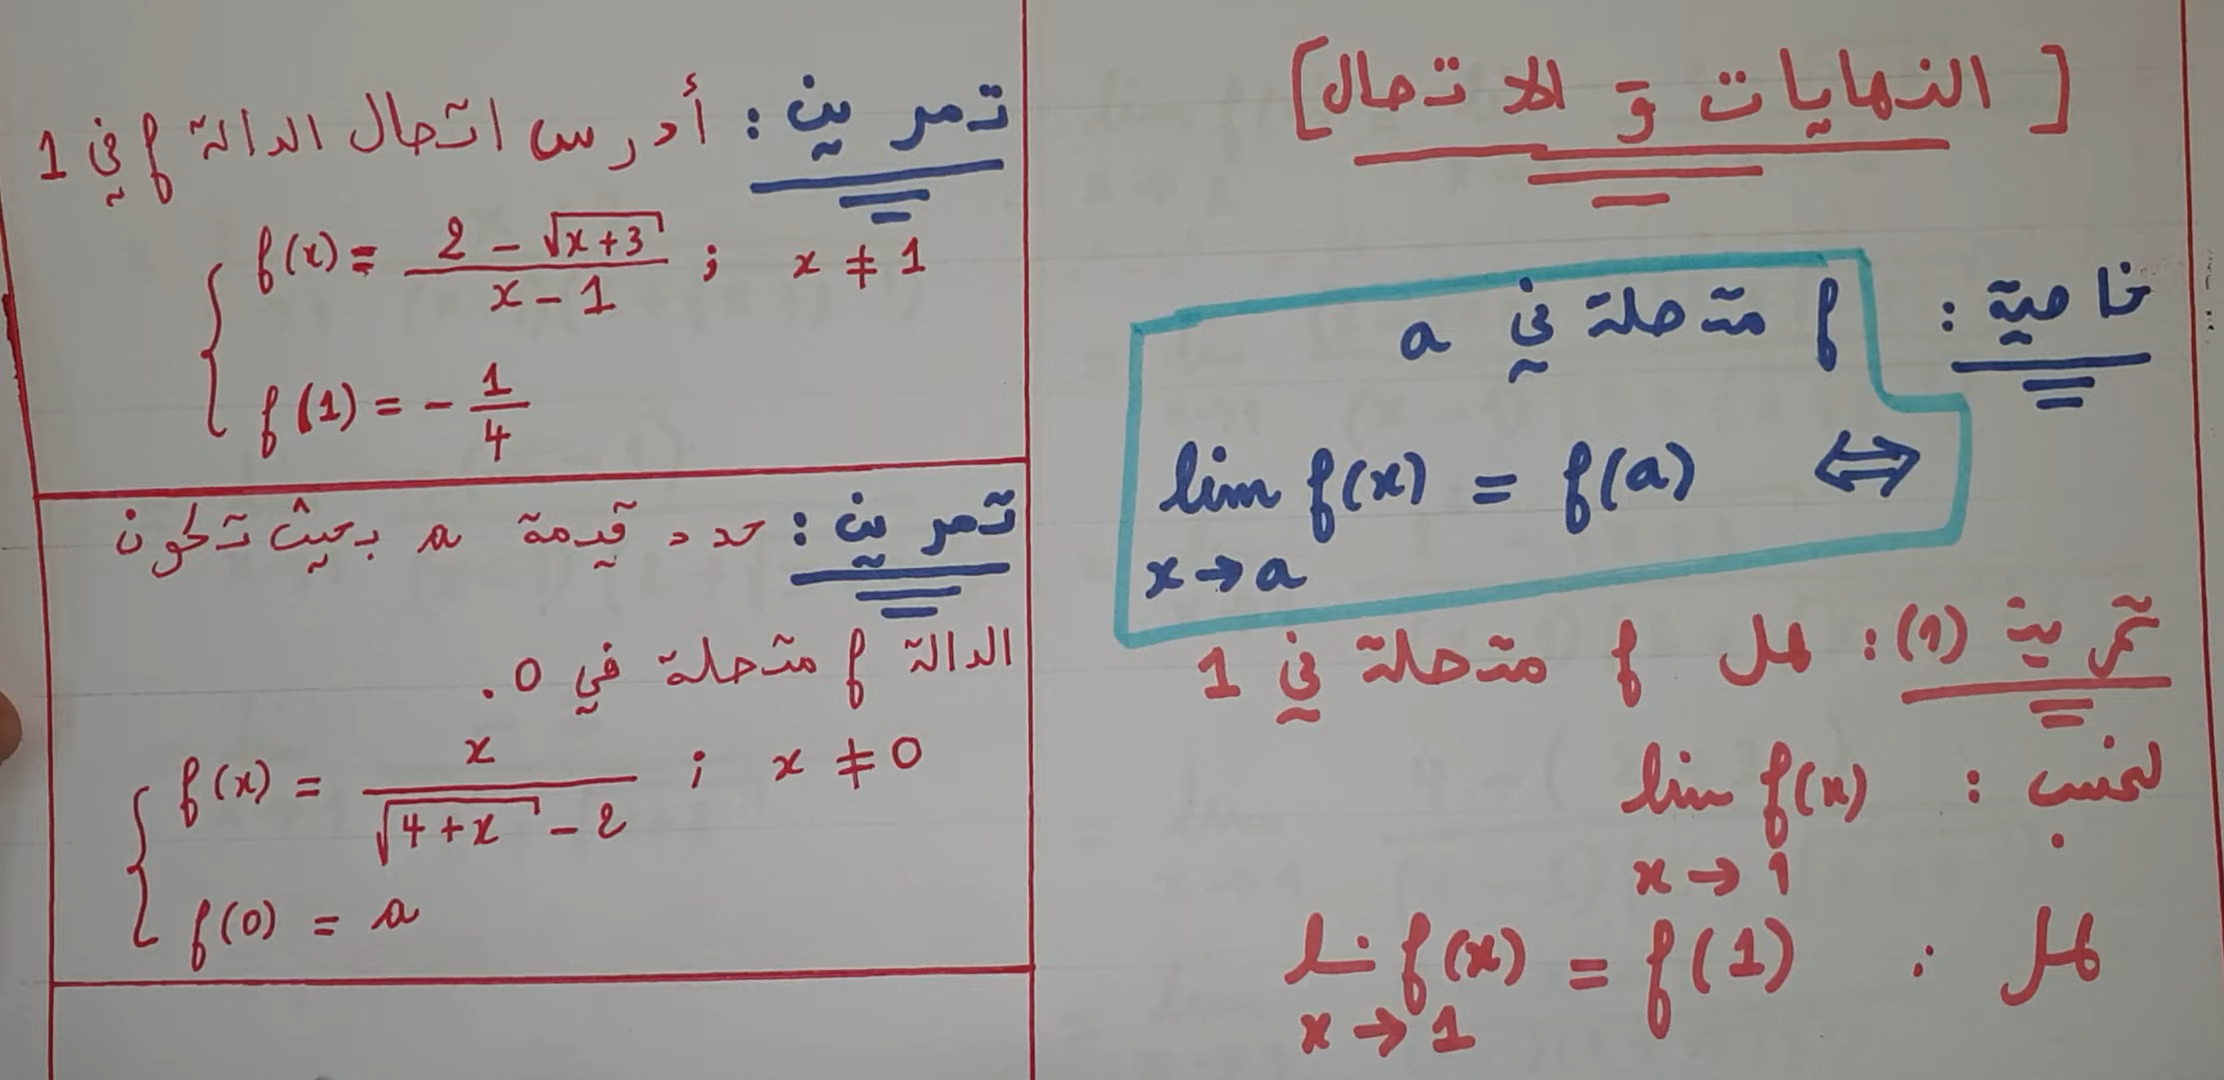 [ النهايات و الاتصال ]
خاصية :
f متصلة في a
⇔ lim f(x) = f(a)
x → a
تمرين (1) : هل f متصلة في 1
لنحسب : lim f(x)
x → 1
هل : lim f(x) = f(1)
x → 1
تمرين : أدرس اتصال الدالة f في 1
f(x) = (2 - √(x+3)) / (x - 1) ; x ≠ 1
f(1) = - 1/4
تمرين : حدد قيمة a بحيث تكون
الدالة f متصلة في 0 .
f(x) = x / (√(4+x) - 2) ; x ≠ 0
f(0) = a